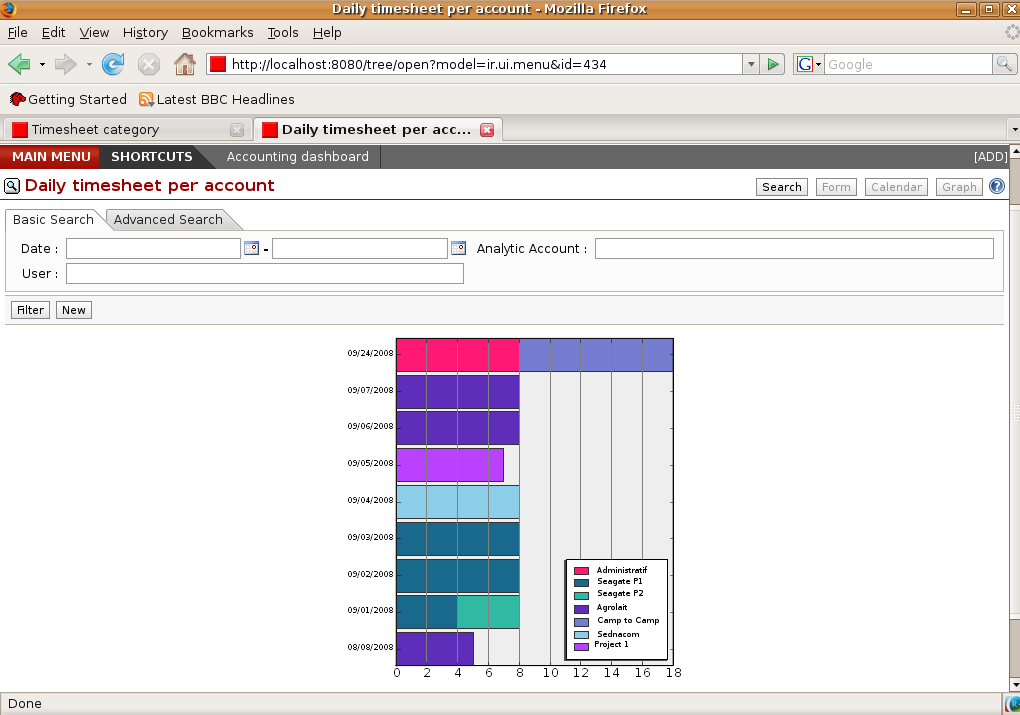 Daily timesheet per account - Mozilla Firefox
File Edit View History Bookmarks Tools Help
http://localhost:8080/tree/open?model=ir.ui.menu&id=434
G Google
Getting Started Latest BBC Headlines
Timesheet category Daily timesheet per acc...
MAIN MENU SHORTCUTS Accounting dashboard [ADD]
Daily timesheet per account Search Form Calendar Graph ?
Basic Search Advanced Search
Date : - Analytic Account :
User :
Filter New
09/24/2008
09/07/2008
09/06/2008
09/05/2008
09/04/2008
09/03/2008
09/02/2008
09/01/2008
08/08/2008
Administratif
Seagate P1
Seagate P2
Agrolait
Camp to Camp
Sednacom
Project 1
0 2 4 6 8 10 12 14 16 18
Done